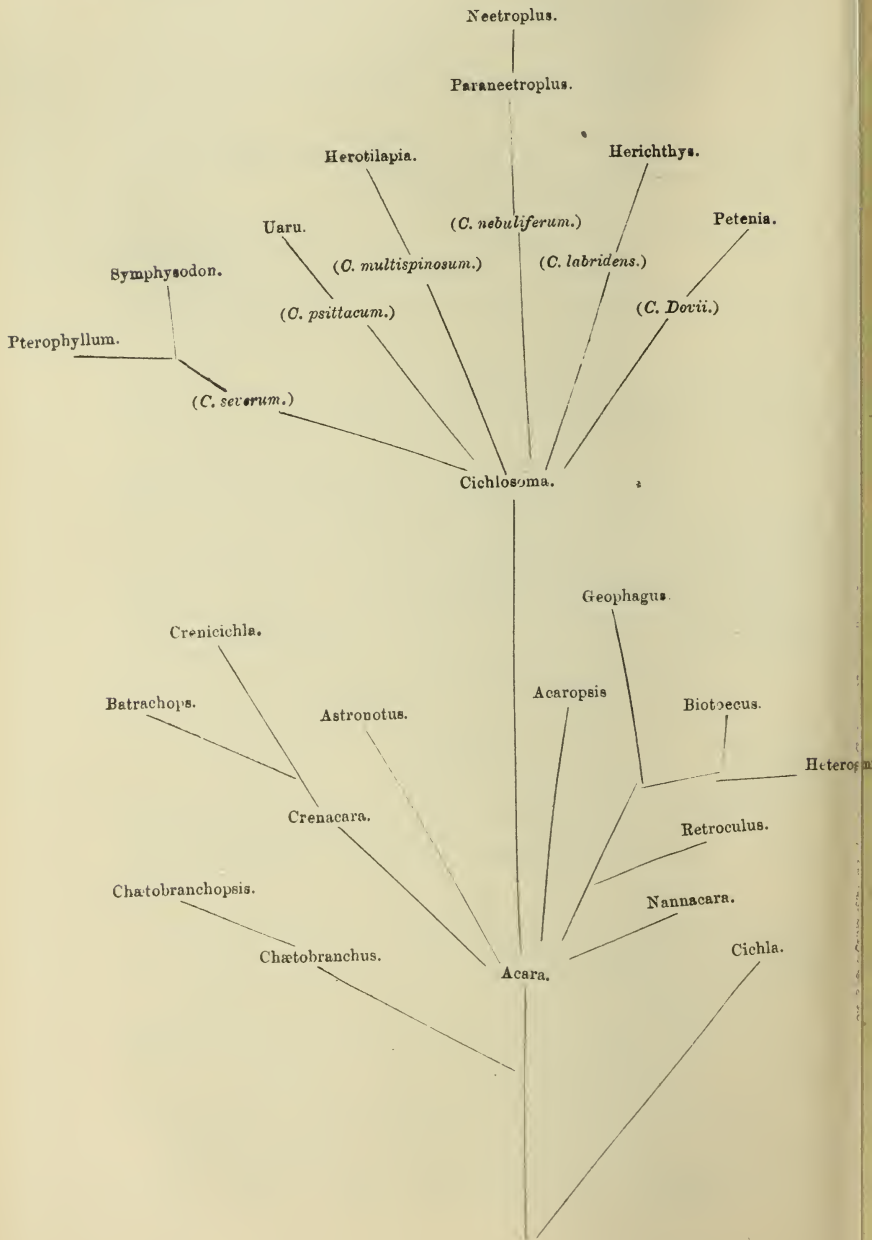 Neetroplus.
Paraneetroplus.
Herotilapia.
Herichthys.
Uaru.
(C. nebuliferum.)
Petenia.
Symphysodon.
(C. multispinosum.)
(C. labridens.)
(C. psittacum.)
(C. Dovii.)
Pterophyllum.
(C. severum.)
Cichlosoma.
Geophagus.
Crenicichla.
Acaropsis
Batrachops.
Astronotus.
Biotoecus.
Crenacara.
Retroculus.
Chætobranchopsis.
Nannacara.
Chætobranchus.
Cichla.
Acara.